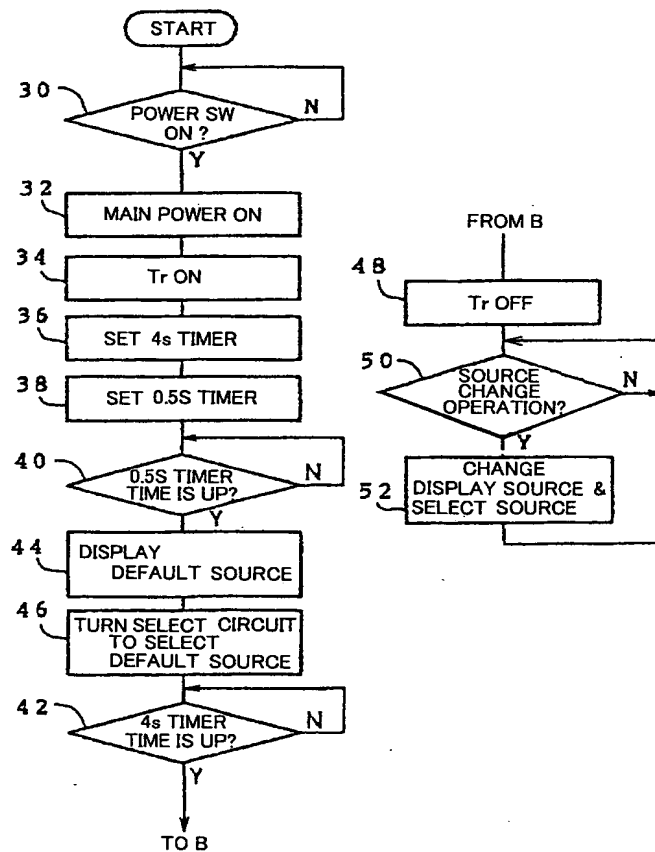 START
30
POWER SW
ON ?
N
Y
32
MAIN POWER ON
34
Tr ON
36
SET 4s TIMER
38
SET 0.5S TIMER
40
0.5S TIMER
TIME IS UP?
N
Y
44
DISPLAY
DEFAULT SOURCE
46
TURN SELECT CIRCUIT
TO SELECT
DEFAULT SOURCE
42
4s TIMER
TIME IS UP?
N
Y
TO B
FROM B
48
Tr OFF
50
SOURCE
CHANGE
OPERATION?
N
Y
52
CHANGE
DISPLAY SOURCE &
SELECT SOURCE